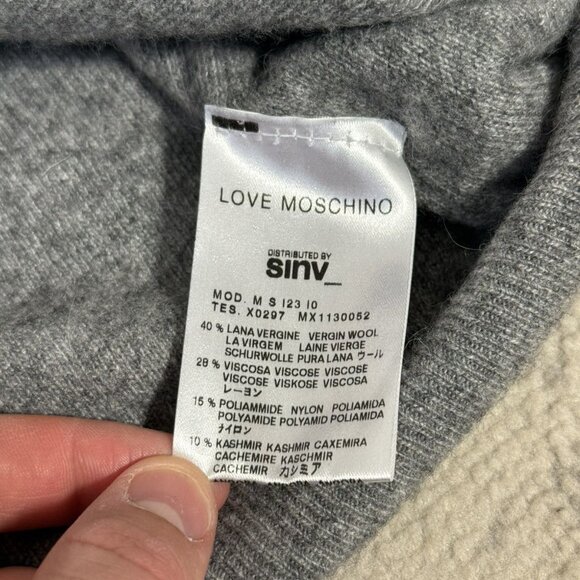 LOVE MOSCHINO
DISTRIBUTED BY
SINV_
MOD. M S 123 10
TES. X0297 MX1130052
40 % LANA VERGINE VERGIN WOOL
LA VIRGEM LAINE VIERGE
SCHURWOLLE PURA LANA ウール
28 % VISCOSA VISCOSE VISCOSE
VISCOSE VISKOSE VISCOSA
レーヨン
15 % POLIAMMIDE NYLON POLIAMIDA
POLYAMIDE POLYAMID POLIAMIDA
ナイロン
10 % KASHMIR KASHMIR CAXEMIRA
CACHEMIRE KASCHMIR
CACHEMIR カシミア